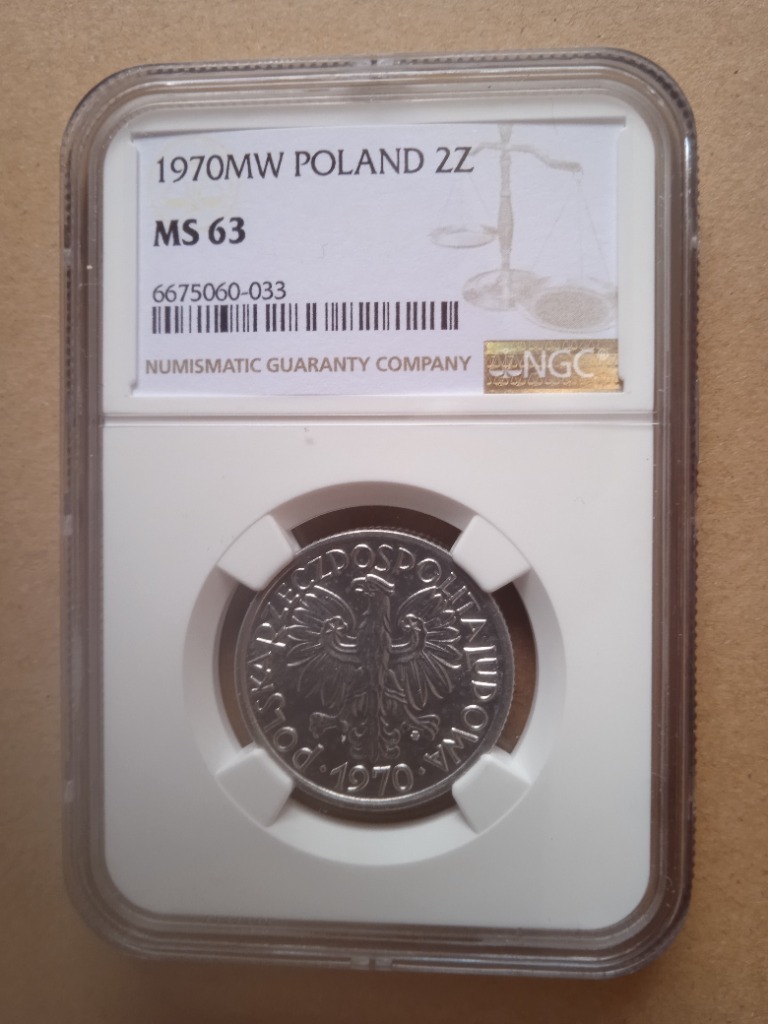 1970MW POLAND 2Z
MS 63
6675060-033
NUMISMATIC GUARANTY COMPANY
NGC
POLSKA RZECZPOSPOLITA LUDOWA
· 1970 ·